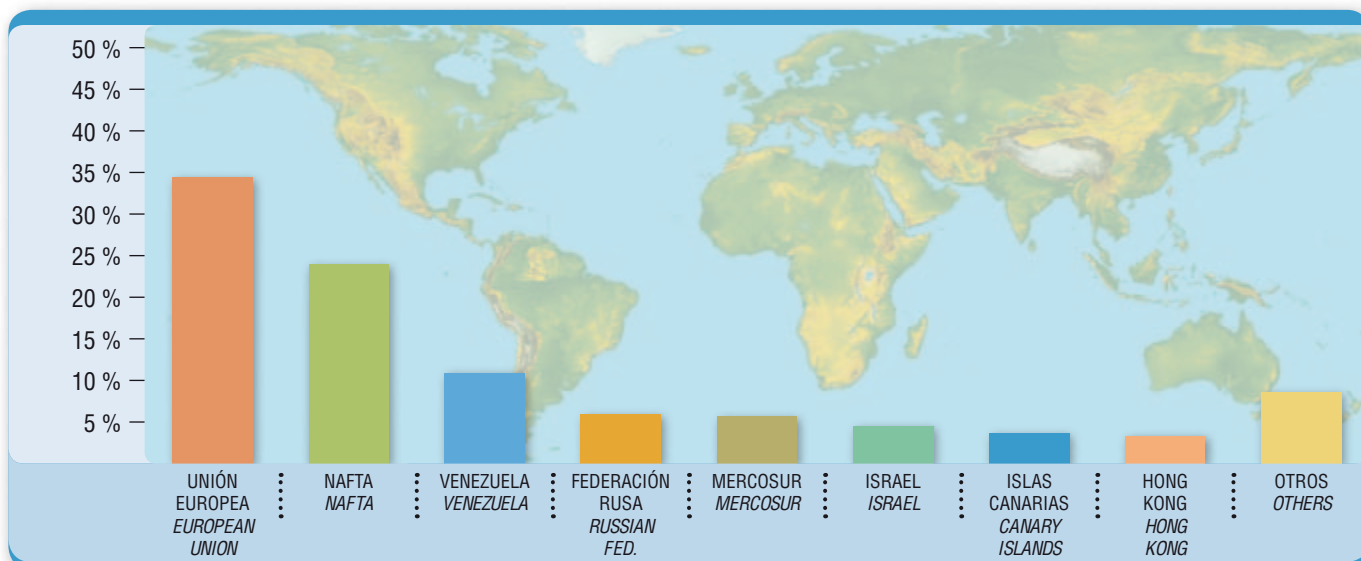 50 %
45 %
40 %
35 %
30 %
25 %
20 %
15 %
10 %
5 %
UNIÓN
EUROPEA
EUROPEAN
UNION
NAFTA
NAFTA
VENEZUELA
VENEZUELA
FEDERACIÓN
RUSA
RUSSIAN
FED.
MERCOSUR
MERCOSUR
ISRAEL
ISRAEL
ISLAS
CANARIAS
CANARY
ISLANDS
HONG
KONG
HONG
KONG
OTROS
OTHERS